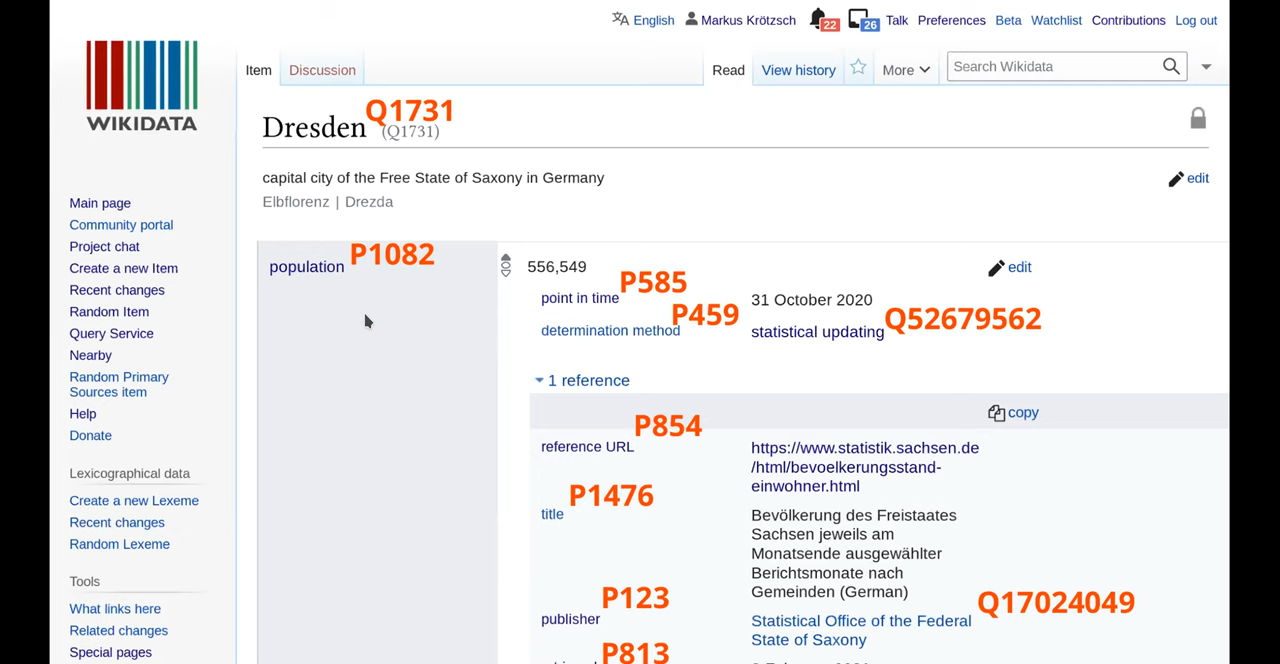 English Markus Krötzsch 22 26 Talk Preferences Beta Watchlist Contributions Log out
WIKIDATA
Item Discussion Read View history More Search Wikidata
Q1731
Dresden (Q1731)
capital city of the Free State of Saxony in Germany edit
Elbflorenz | Drezda
Main page
Community portal
Project chat
Create a new Item
Recent changes
Random Item
Query Service
Nearby
Random Primary
Sources item
Help
Donate
Lexicographical data
Create a new Lexeme
Recent changes
Random Lexeme
Tools
What links here
Related changes
Special pages
population P1082 556,549 edit
point in time P585 31 October 2020
determination method P459 statistical updating Q52679562
1 reference
copy
reference URL P854 https://www.statistik.sachsen.de
/html/bevoelkerungsstand-
einwohner.html
title P1476 Bevölkerung des Freistaates
Sachsen jeweils am
Monatsende ausgewählter
Berichtsmonate nach
Gemeinden (German)
publisher P123 Statistical Office of the Federal Q17024049
State of Saxony
P813